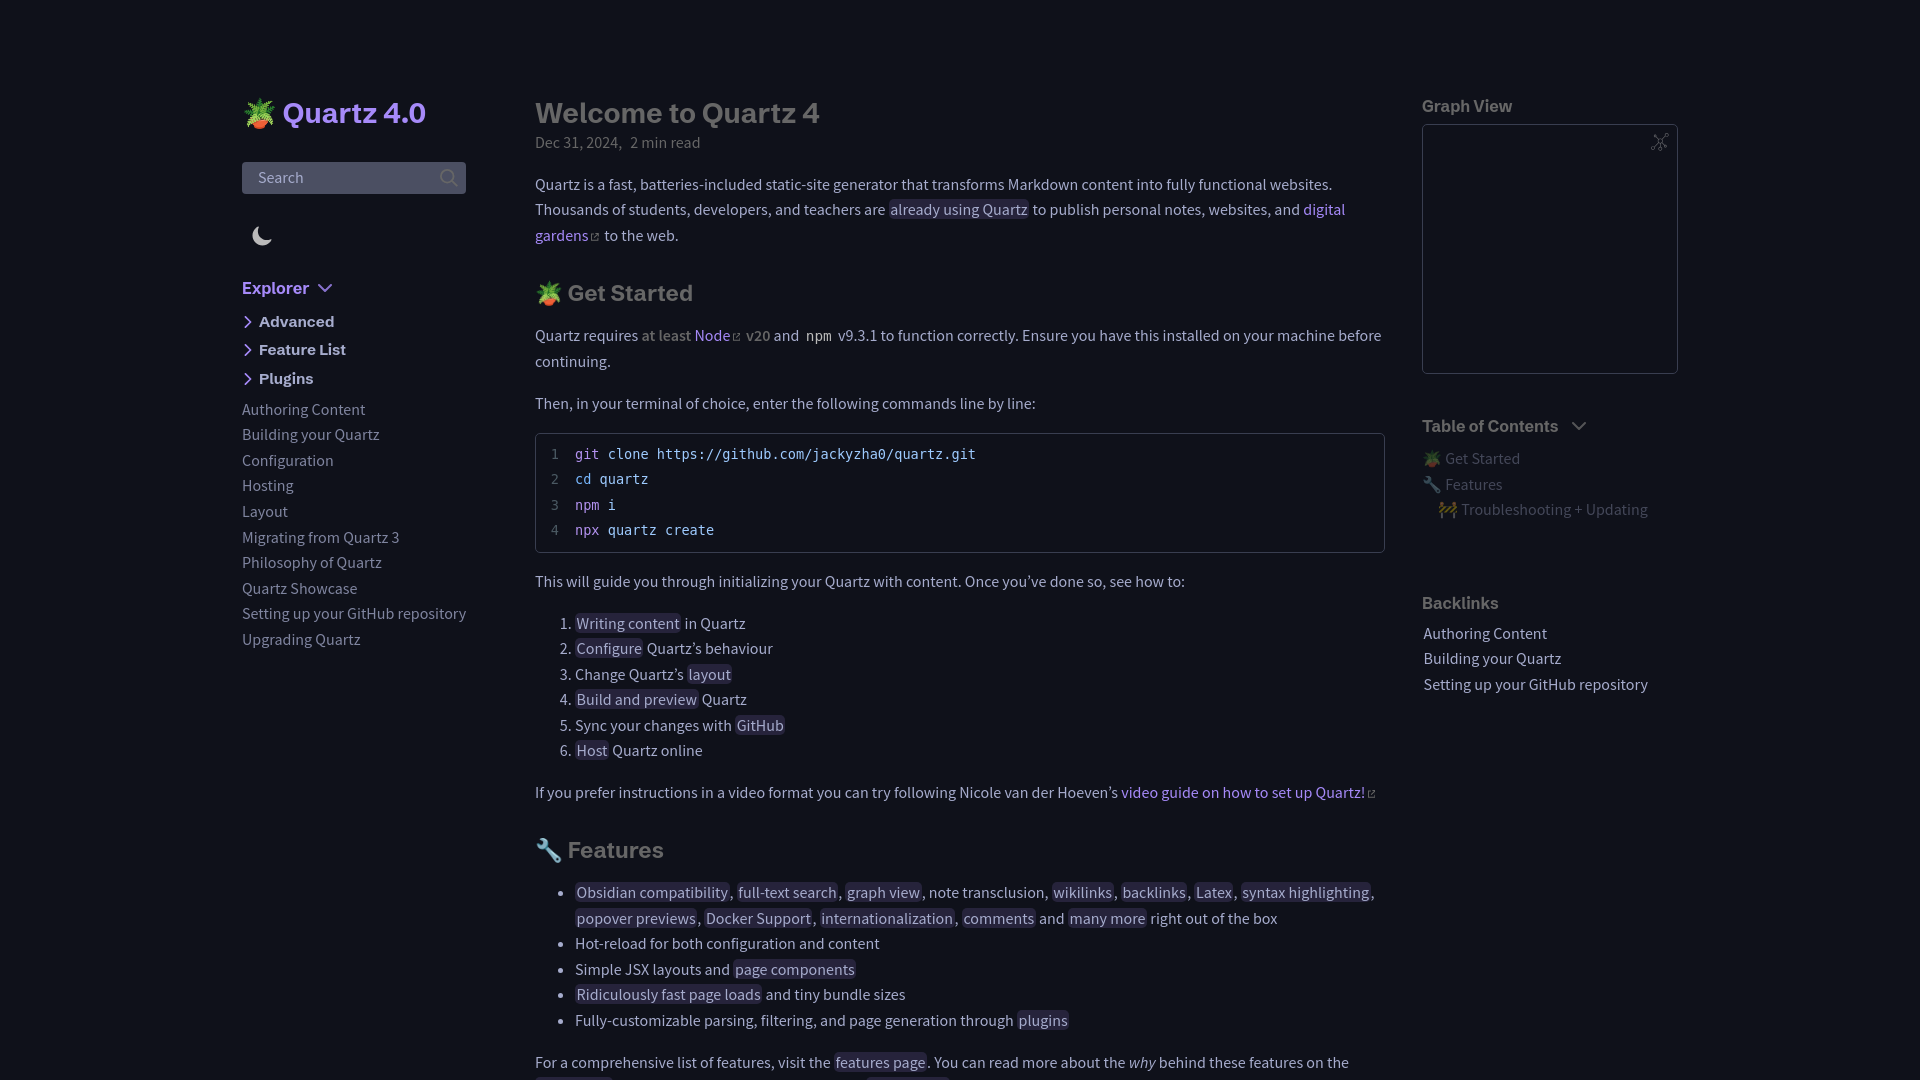 🪴 Quartz 4.0
Search
Explorer
Advanced
Feature List
Plugins
Authoring Content
Building your Quartz
Configuration
Hosting
Layout
Migrating from Quartz 3
Philosophy of Quartz
Quartz Showcase
Setting up your GitHub repository
Upgrading Quartz
Welcome to Quartz 4
Dec 31, 2024, 2 min read
Quartz is a fast, batteries-included static-site generator that transforms Markdown content into fully functional websites.
Thousands of students, developers, and teachers are already using Quartz to publish personal notes, websites, and digital
gardens to the web.
🪴 Get Started
Quartz requires at least Node v20 and npm v9.3.1 to function correctly. Ensure you have this installed on your machine before
continuing.
Then, in your terminal of choice, enter the following commands line by line:
1 git clone https://github.com/jackyzha0/quartz.git
2 cd quartz
3 npm i
4 npx quartz create
This will guide you through initializing your Quartz with content. Once you’ve done so, see how to:
1. Writing content in Quartz
2. Configure Quartz’s behaviour
3. Change Quartz’s layout
4. Build and preview Quartz
5. Sync your changes with GitHub
6. Host Quartz online
If you prefer instructions in a video format you can try following Nicole van der Hoeven’s video guide on how to set up Quartz!
🔧 Features
• Obsidian compatibility, full-text search, graph view, note transclusion, wikilinks, backlinks, Latex, syntax highlighting,
popover previews, Docker Support, internationalization, comments and many more right out of the box
• Hot-reload for both configuration and content
• Simple JSX layouts and page components
• Ridiculously fast page loads and tiny bundle sizes
• Fully-customizable parsing, filtering, and page generation through plugins
For a comprehensive list of features, visit the features page. You can read more about the why behind these features on the
Graph View
Table of Contents
🪴 Get Started
🔧 Features
🚧 Troubleshooting + Updating
Backlinks
Authoring Content
Building your Quartz
Setting up your GitHub repository